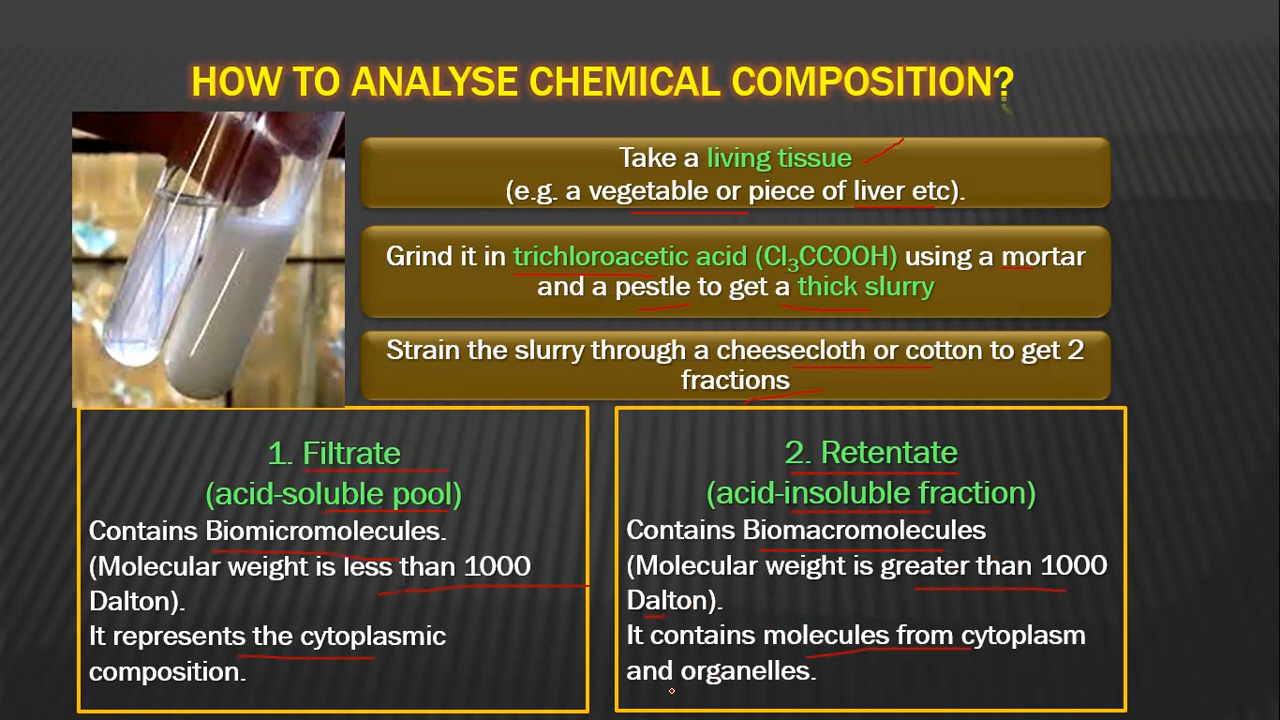 HOW TO ANALYSE CHEMICAL COMPOSITION?
Take a living tissue
(e.g. a vegetable or piece of liver etc).
Grind it in trichloroacetic acid (Cl₃CCOOH) using a mortar
and a pestle to get a thick slurry
Strain the slurry through a cheesecloth or cotton to get 2
fractions
1. Filtrate
(acid-soluble pool)
Contains Biomicromolecules.
(Molecular weight is less than 1000
Dalton).
It represents the cytoplasmic
composition.
2. Retentate
(acid-insoluble fraction)
Contains Biomacromolecules
(Molecular weight is greater than 1000
Dalton).
It contains molecules from cytoplasm
and organelles.